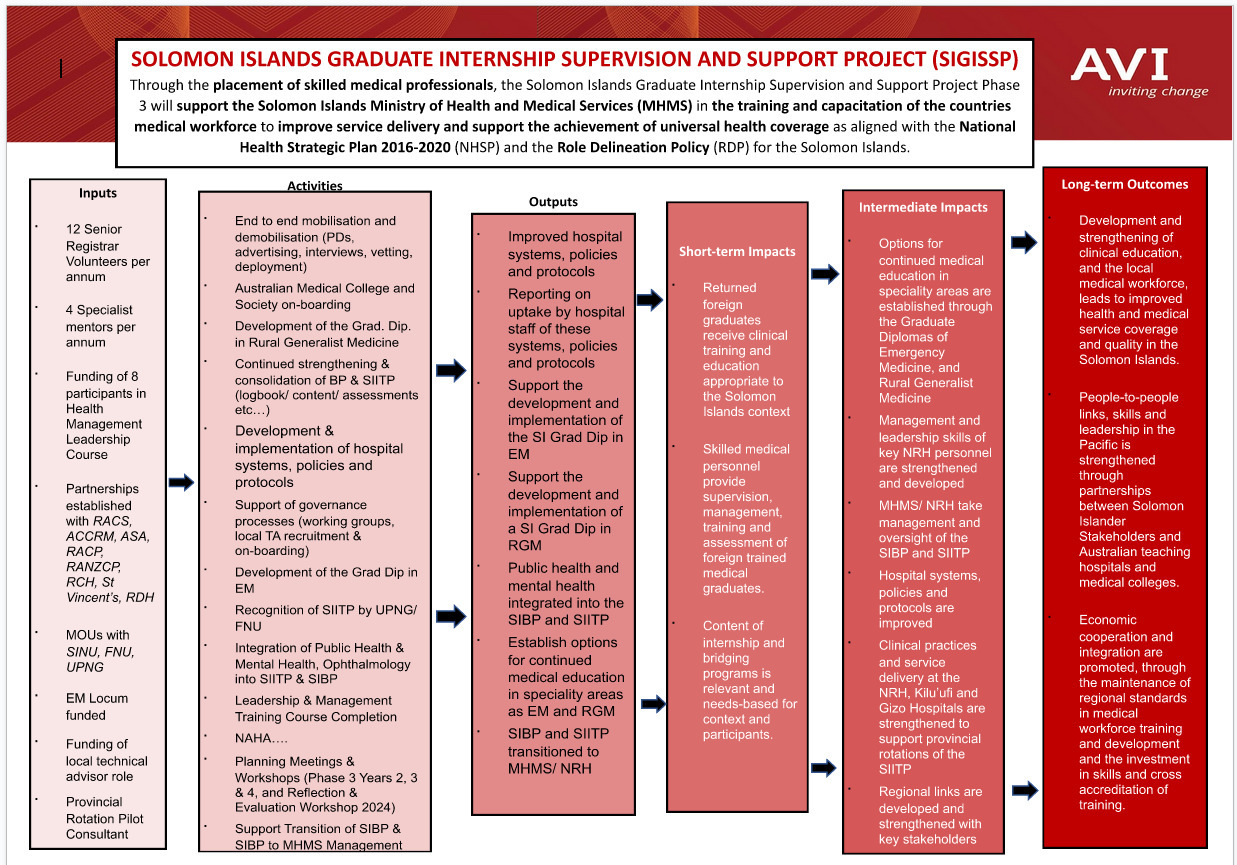 SOLOMON ISLANDS GRADUATE INTERNSHIP SUPERVISION AND SUPPORT PROJECT (SIGISSP)
Through the placement of skilled medical professionals, the Solomon Islands Graduate Internship Supervision and Support Project Phase
3 will support the Solomon Islands Ministry of Health and Medical Services (MHMS) in the training and capacitation of the countries
medical workforce to improve service delivery and support the achievement of universal health coverage as aligned with the National
Health Strategic Plan 2016-2020 (NHSP) and the Role Delineation Policy (RDP) for the Solomon Islands.
AVI
inviting change
Inputs
12 Senior
Registrar
Volunteers per
annum
4 Specialist
mentors per
annum
Funding of 8
participants in
Health
Management
Leadership
Course
Partnerships
established
with RACS,
ACCRM, ASA,
RACP,
RANZCP,
RCH, St
Vincent's, RDH
MOUs with
SINU, FNU,
UPNG
EM Locum
funded
Funding of
local technical
advisor role
Provincial
Rotation Pilot
Consultant
Activities
End to end mobilisation and
demobilisation (PDs,
advertising, interviews, vetting,
deployment)
Australian Medical College and
Society on-boarding
Development of the Grad. Dip.
in Rural Generalist Medicine
Continued strengthening &
consolidation of BP & SIITP
(logbook/ content/ assessments
etc…)
Development &
implementation of hospital
systems, policies and
protocols
Support of governance
processes (working groups,
local TA recruitment &
on-boarding)
Development of the Grad Dip in
EM
Recognition of SIITP by UPNG/
FNU
Integration of Public Health &
Mental Health, Ophthalmology
into SIITP & SIBP
Leadership & Management
Training Course Completion
NAHA….
Planning Meetings &
Workshops (Phase 3 Years 2, 3
& 4, and Reflection &
Evaluation Workshop 2024)
Support Transition of SIBP &
SIBP to MHMS Management
Outputs
Improved hospital
systems, policies
and protocols
Reporting on
uptake by hospital
staff of these
systems, policies
and protocols
Support the
development and
implementation of
the SI Grad Dip in
EM
Support the
development and
implementation of
a SI Grad Dip in
RGM
Public health and
mental health
integrated into the
SIBP and SIITP
Establish options
for continued
medical education
in speciality areas
as EM and RGM
SIBP and SIITP
transitioned to
MHMS/ NRH
Short-term Impacts
Returned
foreign
graduates
receive clinical
training and
education
appropriate to
the Solomon
Islands context
Skilled medical
personnel
provide
supervision,
management,
training and
assessment of
foreign trained
medical
graduates.
Content of
internship and
bridging
programs is
relevant and
needs-based for
context and
participants.
Intermediate Impacts
Options for
continued medical
education in
speciality areas are
established through
the Graduate
Diplomas of
Emergency
Medicine, and
Rural Generalist
Medicine
Management and
leadership skills of
key NRH personnel
are strengthened
and developed
MHMS/ NRH take
management and
oversight of the
SIBP and SIITP
Hospital systems,
policies and
protocols are
improved
Clinical practices
and service
delivery at the
NRH, Kilu'ufi and
Gizo Hospitals are
strengthened to
support provincial
rotations of the
SIITP
Regional links are
developed and
strengthened with
key stakeholders
Long-term Outcomes
Development and
strengthening of
clinical education,
and the local
medical workforce,
leads to improved
health and medical
service coverage
and quality in the
Solomon Islands.
People-to-people
links, skills and
leadership in the
Pacific is
strengthened
through
partnerships
between Solomon
Islander
Stakeholders and
Australian teaching
hospitals and
medical colleges.
Economic
cooperation and
integration are
promoted, through
the maintenance of
regional standards
in medical
workforce training
and development
and the investment
in skills and cross
accreditation of
training.